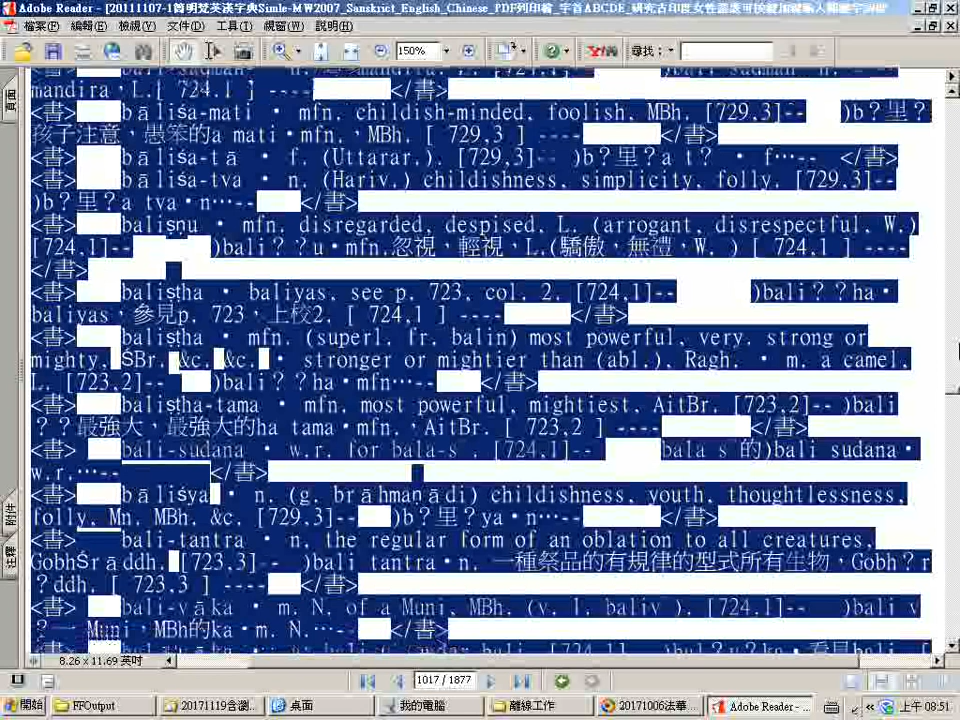 Adobe Reader - [20111107-1簡明梵英漢字典Simle-MW2007_Sanskrict_English_Chinese_PDF列印檔_字首ABCDE_研究古印度女性
檔案(F) 編輯(E) 檢視(V) 文件(D) 工具(T) 視窗(W) 說明(H)
150% 尋找：
mandira, L.[ 724.1 ] ---- </書>
<書> bāliśa-mati • mfn. childish-minded, foolish, MBh. [729,3]-- )b？里？
孩子注意，愚笨的a mati•mfn.，MBh. [ 729,3 ] ---- </書>
<書> bāliśa-tā • f. (Uttarar.). [729,3]-- )b？里？a t？ • f…-- </書>
<書> bāliśa-tva • n. (Hariv.) childishness, simplicity, folly. [729,3]--
)b？里？a tva•n…-- </書>
<書> baliṣṇu • mfn. disregarded, despised, L. (arrogant, disrespectful, W.)
[724,1]-- )bali？？u•mfn.忽視，輕視，L.(驕傲，無禮，W. ) [ 724.1 ] ----
</書>
<書> baliṣṭha • baliyas, see p. 723, col. 2. [724,1]-- )bali？？ha•
baliyas，參見p. 723，上校2. [ 724,1 ] ---- </書>
<書> baliṣṭha • mfn. (superl. fr. balin) most powerful, very. strong or
mighty, ŚBr. &c. &c. • stronger or mightier than (abl.). Ragh. • m. a camel,
L. [723,2]-- )bali？？ha•mfn…-- </書>
<書> baliṣṭha-tama • mfn. most powerful, mightiest, AitBr. [723,2]-- )bali
？？最強大，最強大的ha tama•mfn.，AitBr. [ 723.2 ] ---- </書>
<書> bali-sudana • w.r. for bala-s . [724,1]-- bala s 的)bali sudana•
w.r. …-- </書>
<書> bāliśya • n. (g. brāhmaṇādi) childishness, youth, thoughtlessness,
folly, Mn. MBh. &c. [729.3]-- )b？里？ya•n…-- </書>
<書> bali-tantra • n, the regular form of an oblation to all creatures,
GobhŚrāddh. [723,3]-- )bali tantra•n. 一種祭品的有規律的型式所有生物，Gobh？r
？ddh. [ 723,3 ] ---- </書>
<書> bali-vāka • m. N. of a Muni, MBh. (v. l. baliv ). [724.1]-- )bali v
？一 Muni，MBh的ka•m. N.…-- </書>
8.26 x 11.69 英吋
1017 / 1877
頁面
附件
註釋
開始 FFOutput 20171119含瀏... 桌面 我的電腦 離線工作 20171006法華... Adobe Reader - ... 上午 08:51